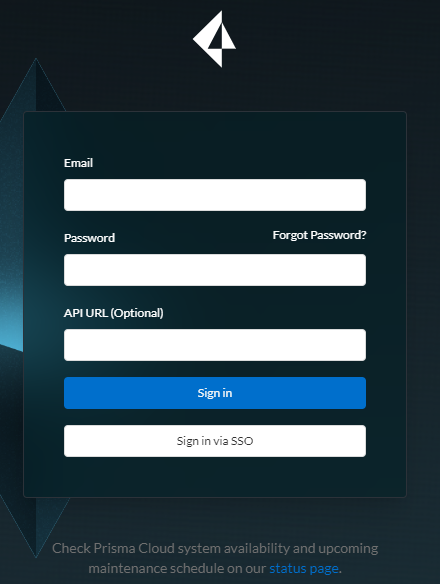 Email
Password
Forgot Password?
API URL (Optional)
Sign in
Sign in via SSO
Check Prisma Cloud system availability and upcoming
maintenance schedule on our status page.